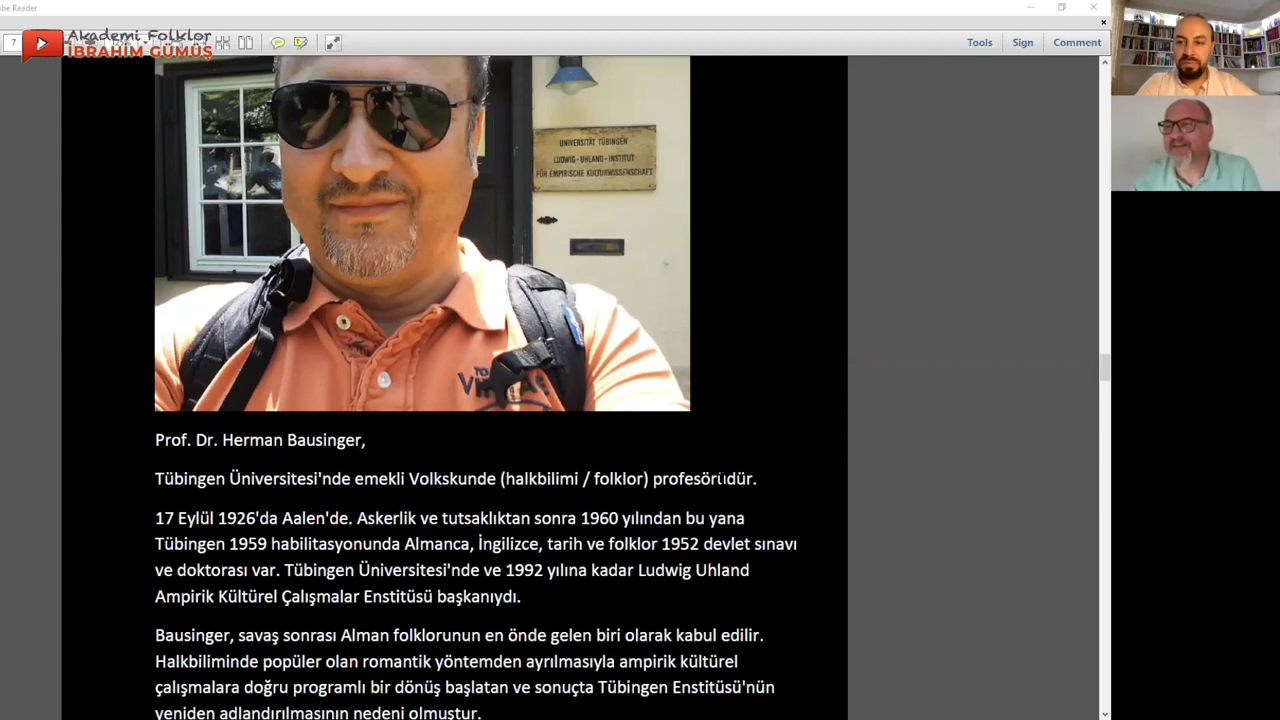 Akademi Folklor
İBRAHİM GÜMÜŞ
7
Tools
Sign
Comment
UNIVERSITÄT TÜBINGEN
LUDWIG-UHLAND-INSTITUT
FÜR EMPIRISCHE KULTURWISSENSCHAFT
Prof. Dr. Herman Bausinger,
Tübingen Üniversitesi'nde emekli Volkskunde (halkbilimi / folklor) profesörüdür.
17 Eylül 1926'da Aalen'de. Askerlik ve tutsaklıktan sonra 1960 yılından bu yana
Tübingen 1959 habilitasyonunda Almanca, İngilizce, tarih ve folklor 1952 devlet sınavı
ve doktorası var. Tübingen Üniversitesi'nde ve 1992 yılına kadar Ludwig Uhland
Ampirik Kültürel Çalışmalar Enstitüsü başkanıydı.
Bausinger, savaş sonrası Alman folklorunun en önde gelen biri olarak kabul edilir.
Halkbiliminde popüler olan romantik yöntemden ayrılmasıyla ampirik kültürel
çalışmalara doğru programlı bir dönüş başlatan ve sonuçta Tübingen Enstitüsü'nün
yeniden adlandırılmasının nedeni olmuştur.